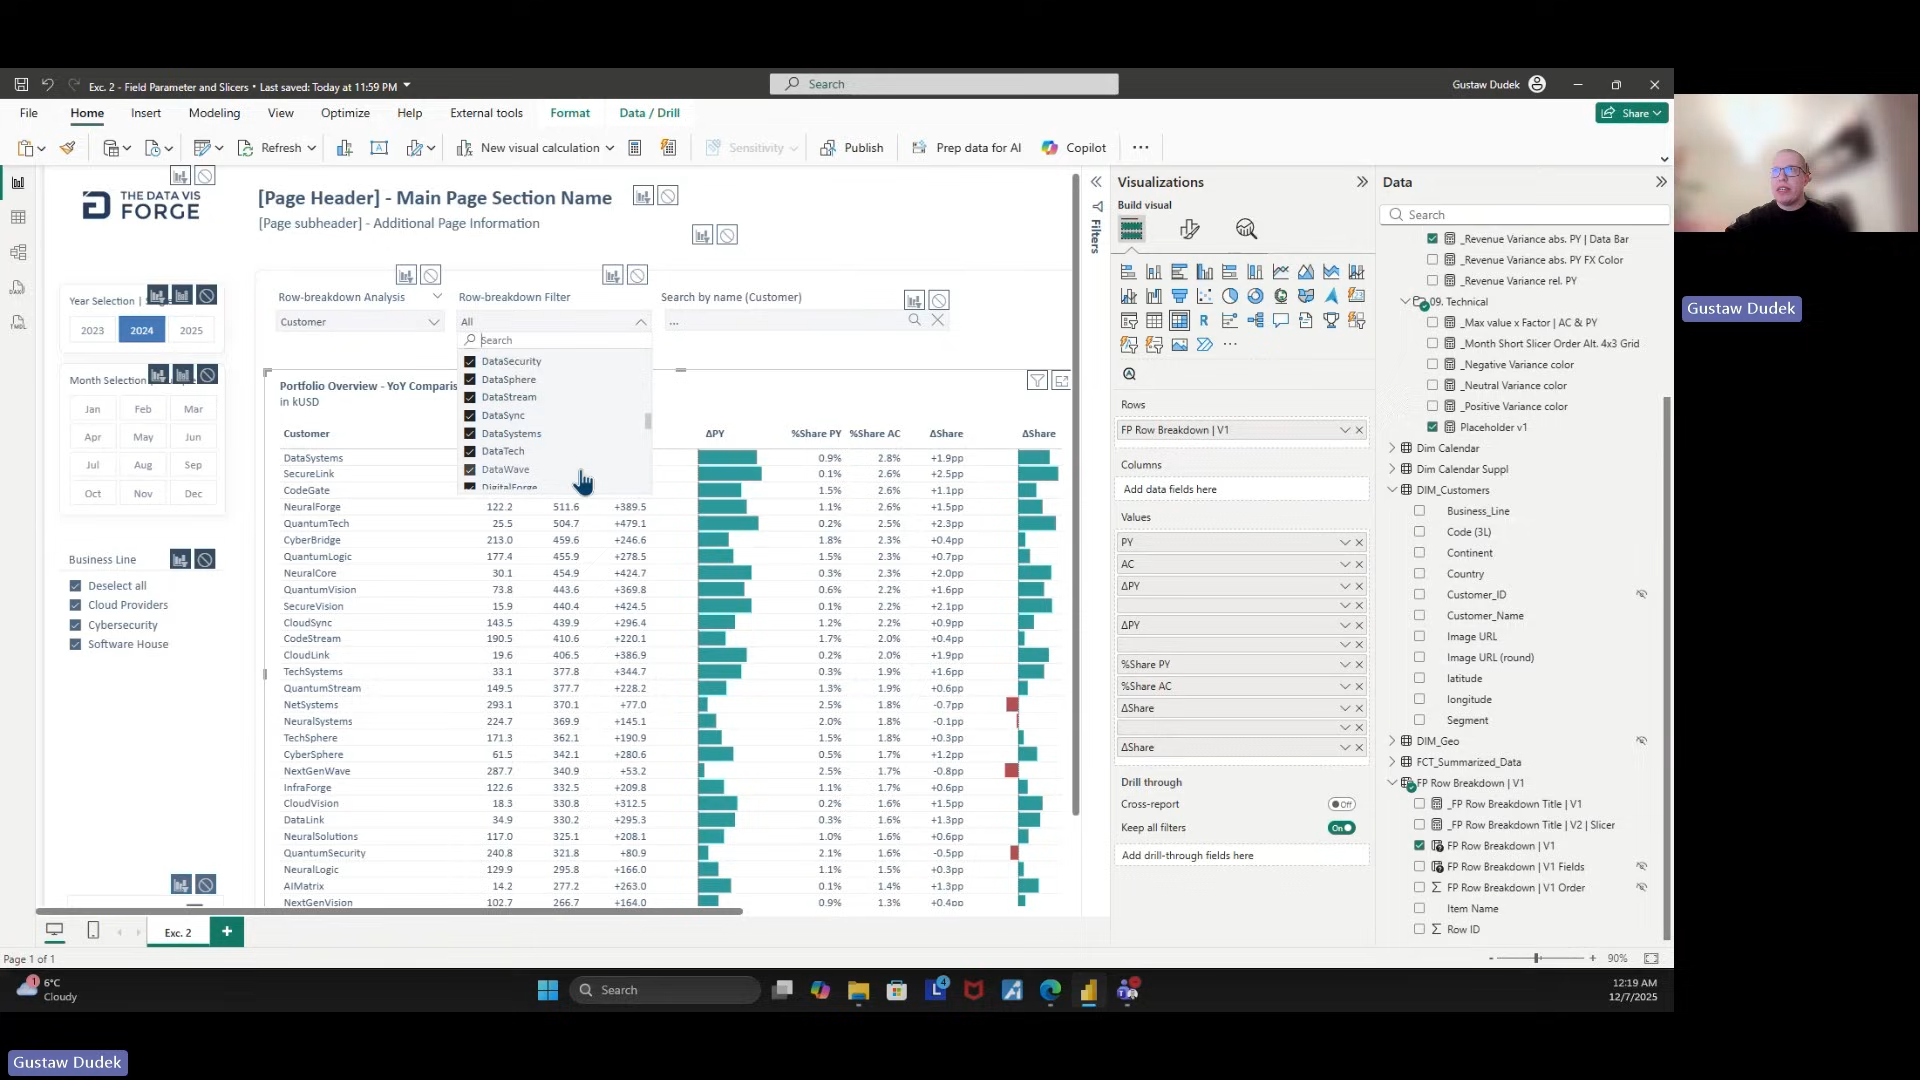 Exc. 2 - Field Parameter and Slicers • Last saved: Today at 11:59 PM
Search
Gustaw Dudek
File Home Insert Modeling View Optimize Help External tools Format Data / Drill
Share
Refresh
New visual calculation
Sensitivity
Publish
Prep data for AI
Copilot
THE DATA VIS
FORGE
[Page Header] - Main Page Section Name
[Page subheader] - Additional Page Information
Year Selection | S
2023 2024 2025
Month Selection
Jan Feb Mar
Apr May Jun
Jul Aug Sep
Oct Nov Dec
Business Line
Deselect all
Cloud Providers
Cybersecurity
Software House
Row-breakdown Analysis
Customer
Row-breakdown Filter
All
Search
DataSecurity
DataSphere
DataStream
DataSync
DataSystems
DataTech
DataWave
DigitalForge
Search by name (Customer)
...
Portfolio Overview - YoY Comparis
in kUSD
Customer ΔPY %Share PY %Share AC ΔShare ΔShare
DataSystems 0.9% 2.8% +1.9pp
SecureLink 0.1% 2.6% +2.5pp
CodeGate 1.5% 2.6% +1.1pp
NeuralForge 122.2 511.6 +389.5 1.1% 2.6% +1.5pp
QuantumTech 25.5 504.7 +479.1 0.2% 2.5% +2.3pp
CyberBridge 213.0 459.6 +246.6 1.8% 2.3% +0.4pp
QuantumLogic 177.4 455.9 +278.5 1.5% 2.3% +0.7pp
NeuralCore 30.1 454.9 +424.7 0.3% 2.3% +2.0pp
QuantumVision 73.8 443.6 +369.8 0.6% 2.2% +1.6pp
SecureVision 15.9 440.4 +424.5 0.1% 2.2% +2.1pp
CloudSync 143.5 439.9 +296.4 1.2% 2.2% +0.9pp
CodeStream 190.5 410.6 +220.1 1.7% 2.0% +0.4pp
CloudLink 19.6 406.5 +386.9 0.2% 2.0% +1.9pp
TechSystems 33.1 377.8 +344.7 0.3% 1.9% +1.6pp
QuantumStream 149.5 377.7 +228.2 1.3% 1.9% +0.6pp
NetSystems 293.1 370.1 +77.0 2.5% 1.8% -0.7pp
NeuralSystems 224.7 369.9 +145.1 2.0% 1.8% -0.1pp
TechSphere 171.3 362.1 +190.9 1.5% 1.8% +0.3pp
CyberSphere 61.5 342.1 +280.6 0.5% 1.7% +1.2pp
NextGenWave 287.7 340.9 +53.2 2.5% 1.7% -0.8pp
InfraForge 122.6 332.5 +209.8 1.1% 1.7% +0.6pp
CloudVision 18.3 330.8 +312.5 0.2% 1.6% +1.5pp
DataLink 34.9 330.2 +295.3 0.3% 1.6% +1.3pp
NeuralSolutions 117.0 325.1 +208.1 1.0% 1.6% +0.6pp
QuantumSecurity 240.8 321.8 +80.9 2.1% 1.6% -0.5pp
NeuralLogic 129.9 295.8 +166.0 1.1% 1.5% +0.3pp
AIMatrix 14.2 277.2 +263.0 0.1% 1.4% +1.3pp
NextGenVision 102.7 266.7 +164.0 0.9% 1.3% +0.4pp
Filters
Visualizations
Build visual
Rows
FP Row Breakdown | V1
Columns
Add data fields here
Values
PY
AC
ΔPY
ΔPY
%Share PY
%Share AC
ΔShare
ΔShare
Drill through
Cross-report Off
Keep all filters On
Add drill-through fields here
Data
Search
_Revenue Variance abs. PY | Data Bar
_Revenue Variance abs. PY FX Color
_Revenue Variance rel. PY
09. Technical
_Max value x Factor | AC & PY
_Month Short Slicer Order Alt. 4x3 Grid
_Negative Variance color
_Neutral Variance color
_Positive Variance color
Placeholder v1
Dim Calendar
Dim Calendar Suppl
DIM_Customers
Business_Line
Code (3L)
Continent
Country
Customer_ID
Customer_Name
Image URL
Image URL (round)
latitude
longitude
Segment
DIM_Geo
FCT_Summarized_Data
FP Row Breakdown | V1
_FP Row Breakdown Title | V1
_FP Row Breakdown Title | V2 | Slicer
FP Row Breakdown | V1
FP Row Breakdown | V1 Fields
FP Row Breakdown | V1 Order
Item Name
Row ID
Exc. 2
Page 1 of 1
90%
6°C
Cloudy
Search
12:19 AM
12/7/2025
Gustaw Dudek
Gustaw Dudek